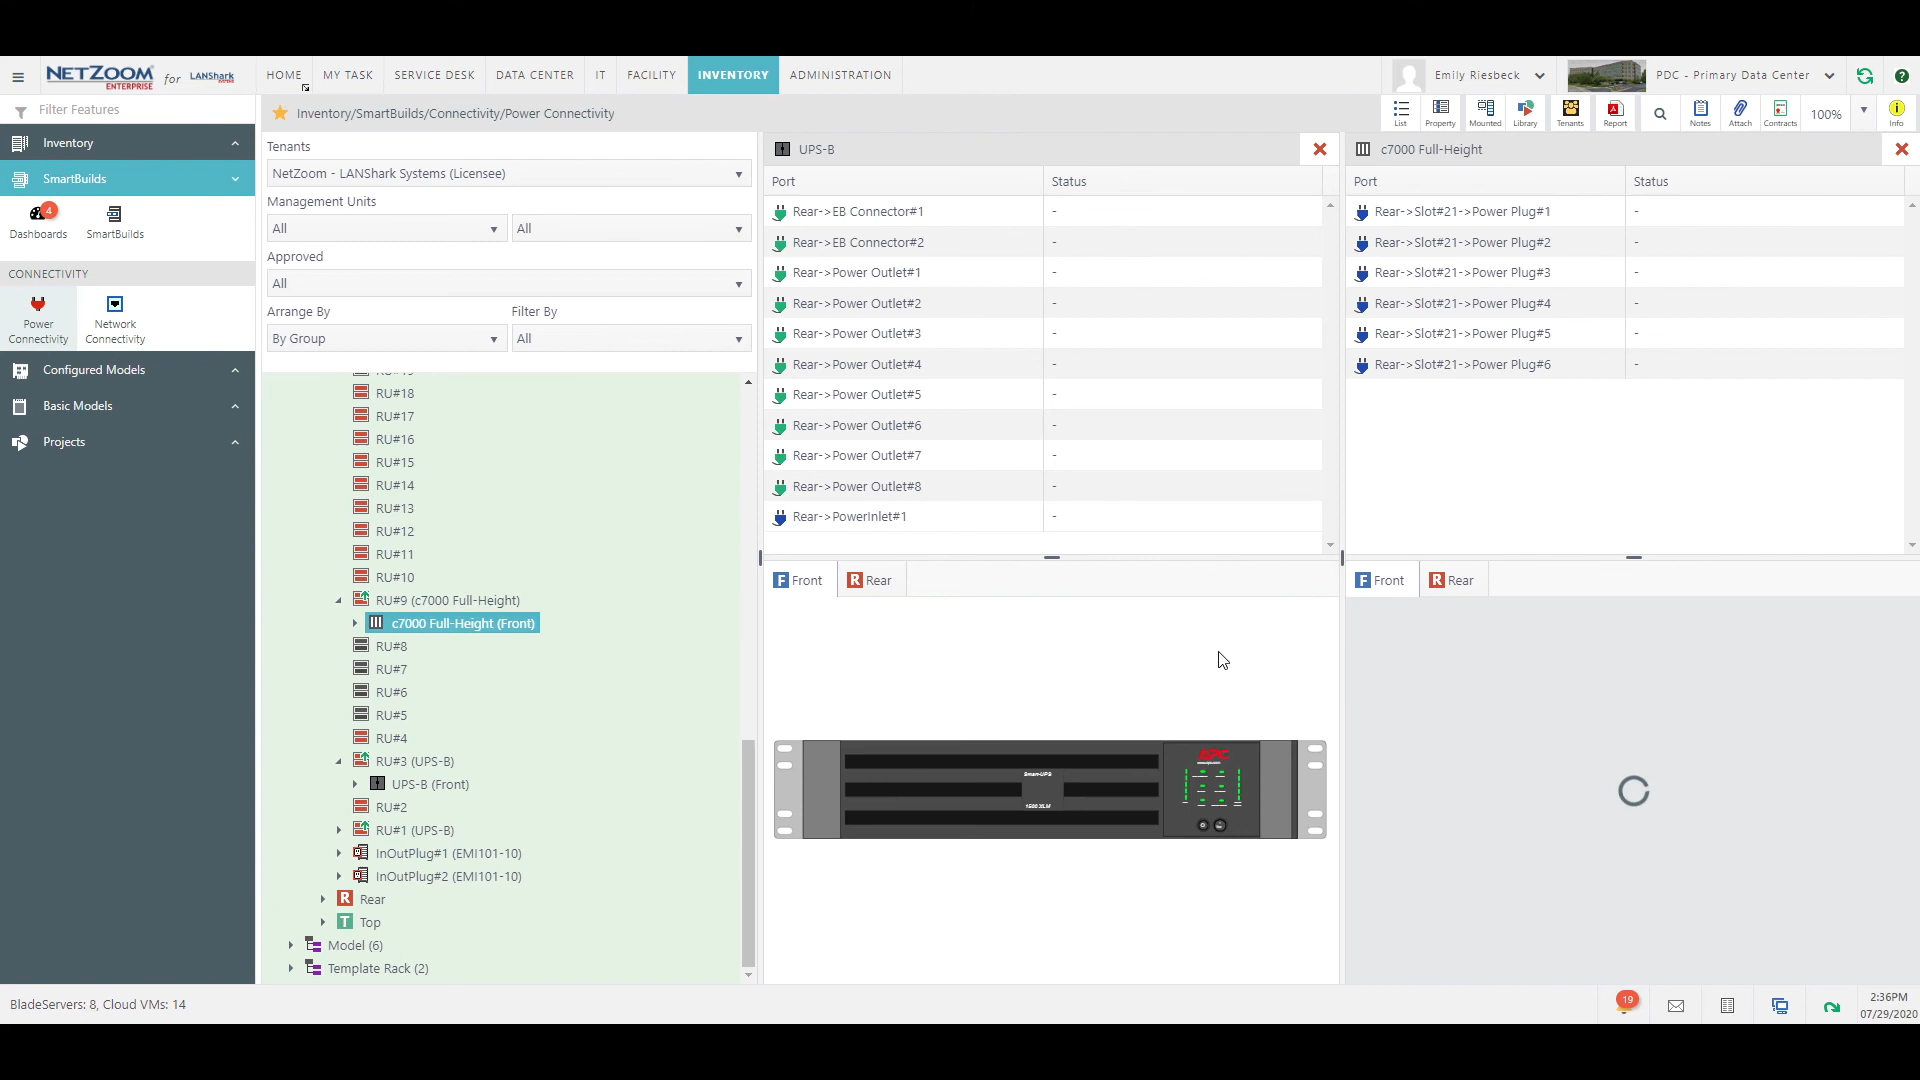 NETZOOM ENTERPRISE for LANShark
HOME MY TASK SERVICE DESK DATA CENTER IT FACILITY INVENTORY ADMINISTRATION
Emily Riesbeck PDC - Primary Data Center
Filter Features
Inventory/SmartBuilds/Connectivity/Power Connectivity
List Property Mounted Library Tenants Report Notes Attach Contracts 100% Info
Inventory
SmartBuilds
4
Dashboards SmartBuilds
CONNECTIVITY
Power Connectivity
Network Connectivity
Configured Models
Basic Models
Projects
Tenants
NetZoom - LANShark Systems (Licensee)
Management Units
All All
Approved
All
Arrange By Filter By
By Group All
RU#18
RU#17
RU#16
RU#15
RU#14
RU#13
RU#12
RU#11
RU#10
RU#9 (c7000 Full-Height)
c7000 Full-Height (Front)
RU#8
RU#7
RU#6
RU#5
RU#4
RU#3 (UPS-B)
UPS-B (Front)
RU#2
RU#1 (UPS-B)
InOutPlug#1 (EMI101-10)
InOutPlug#2 (EMI101-10)
R Rear
T Top
Model (6)
Template Rack (2)
UPS-B
Port Status
Rear->EB Connector#1 -
Rear->EB Connector#2 -
Rear->Power Outlet#1 -
Rear->Power Outlet#2 -
Rear->Power Outlet#3 -
Rear->Power Outlet#4 -
Rear->Power Outlet#5 -
Rear->Power Outlet#6 -
Rear->Power Outlet#7 -
Rear->Power Outlet#8 -
Rear->PowerInlet#1 -
F Front R Rear
APC
Smart-UPS
1500 XLM
c7000 Full-Height
Port Status
Rear->Slot#21->Power Plug#1 -
Rear->Slot#21->Power Plug#2 -
Rear->Slot#21->Power Plug#3 -
Rear->Slot#21->Power Plug#4 -
Rear->Slot#21->Power Plug#5 -
Rear->Slot#21->Power Plug#6 -
F Front R Rear
BladeServers: 8, Cloud VMs: 14
19
2:36PM
07/29/2020